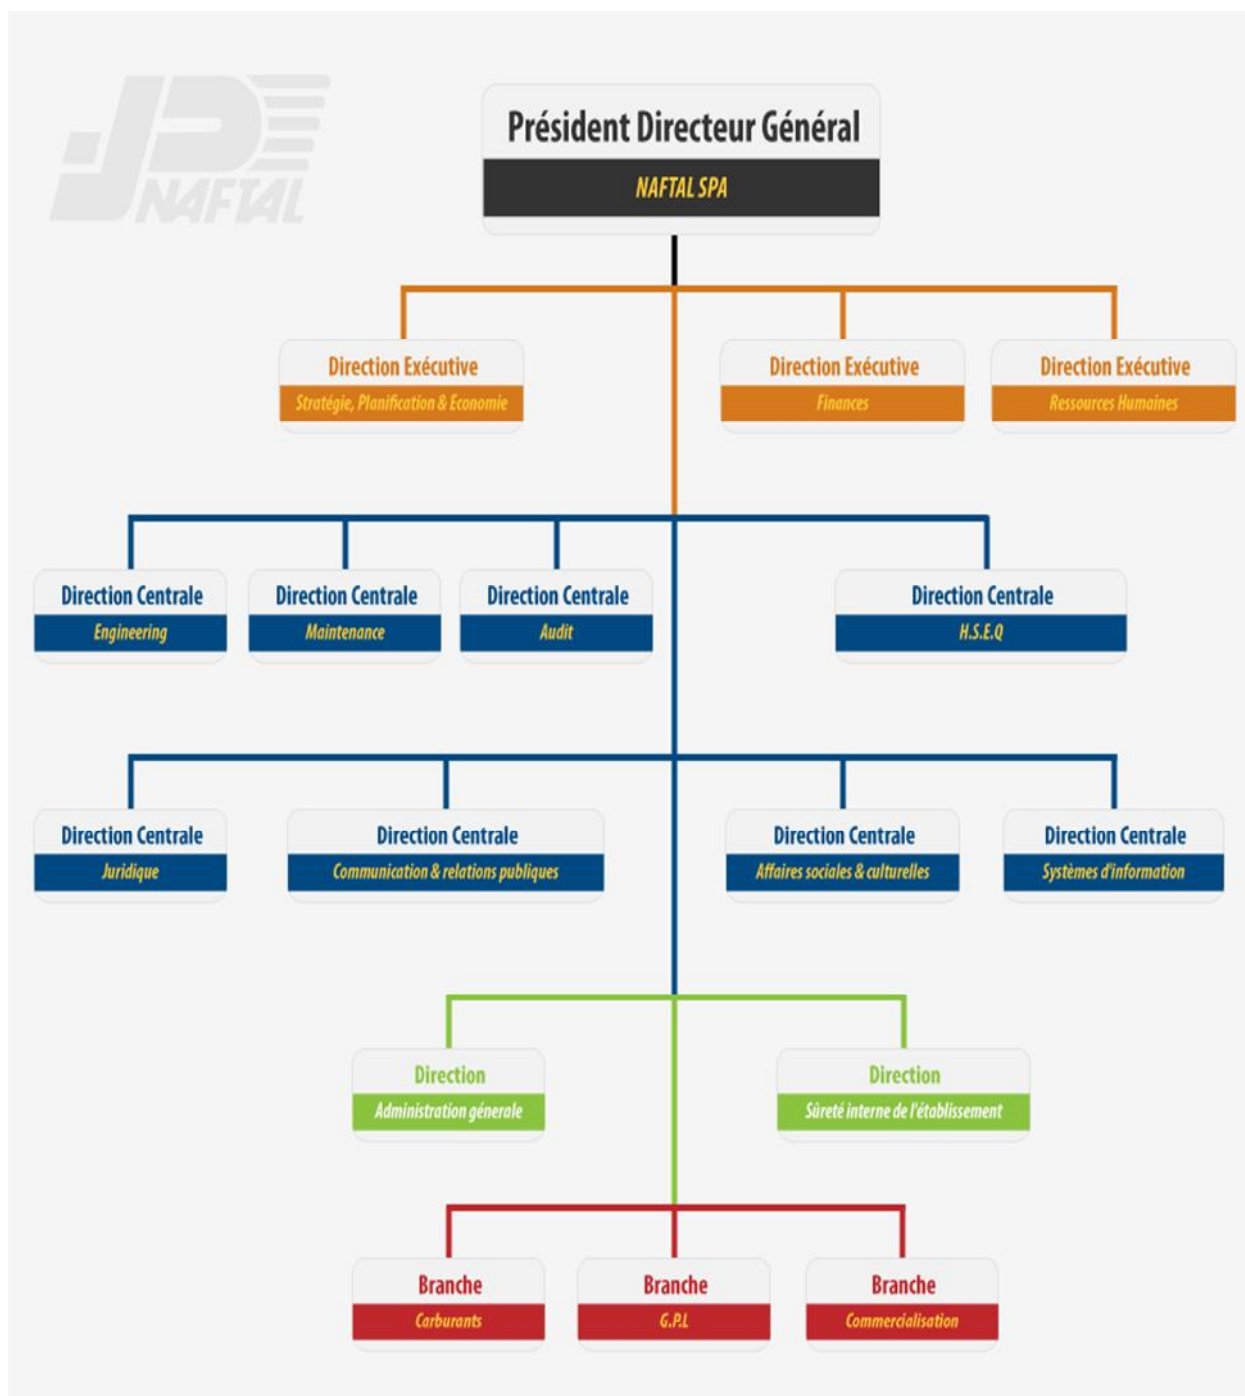 NAFTAL
Président Directeur Général
NAFTAL SPA
Direction Exécutive
Stratégie, Planification & Economie
Direction Exécutive
Finances
Direction Exécutive
Ressources Humaines
Direction Centrale
Engineering
Direction Centrale
Maintenance
Direction Centrale
Audit
Direction Centrale
H.S.E.Q
Direction Centrale
Juridique
Direction Centrale
Communication & relations publiques
Direction Centrale
Affaires sociales & culturelles
Direction Centrale
Systèmes d'information
Direction
Administration génerale
Direction
Sûreté interne de l'établissement
Branche
Carburants
Branche
G.P.L
Branche
Commercialisation